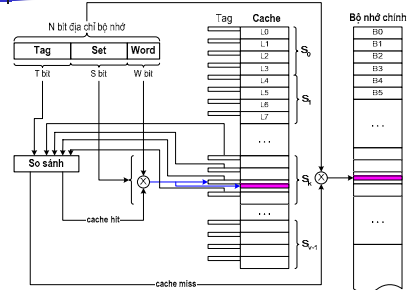 N bit địa chỉ bộ nhớ
Tag Set Word
T bit S bit W bit
Tag Cache
Bộ nhớ chính
L0
L1
L2
L3
L4
L5
L6
L7
. . .
. . .
S0
S1
Sk
Sv-1
B0
B1
B2
B3
B4
B5
. . .
. . .
So sánh
cache hit
cache miss